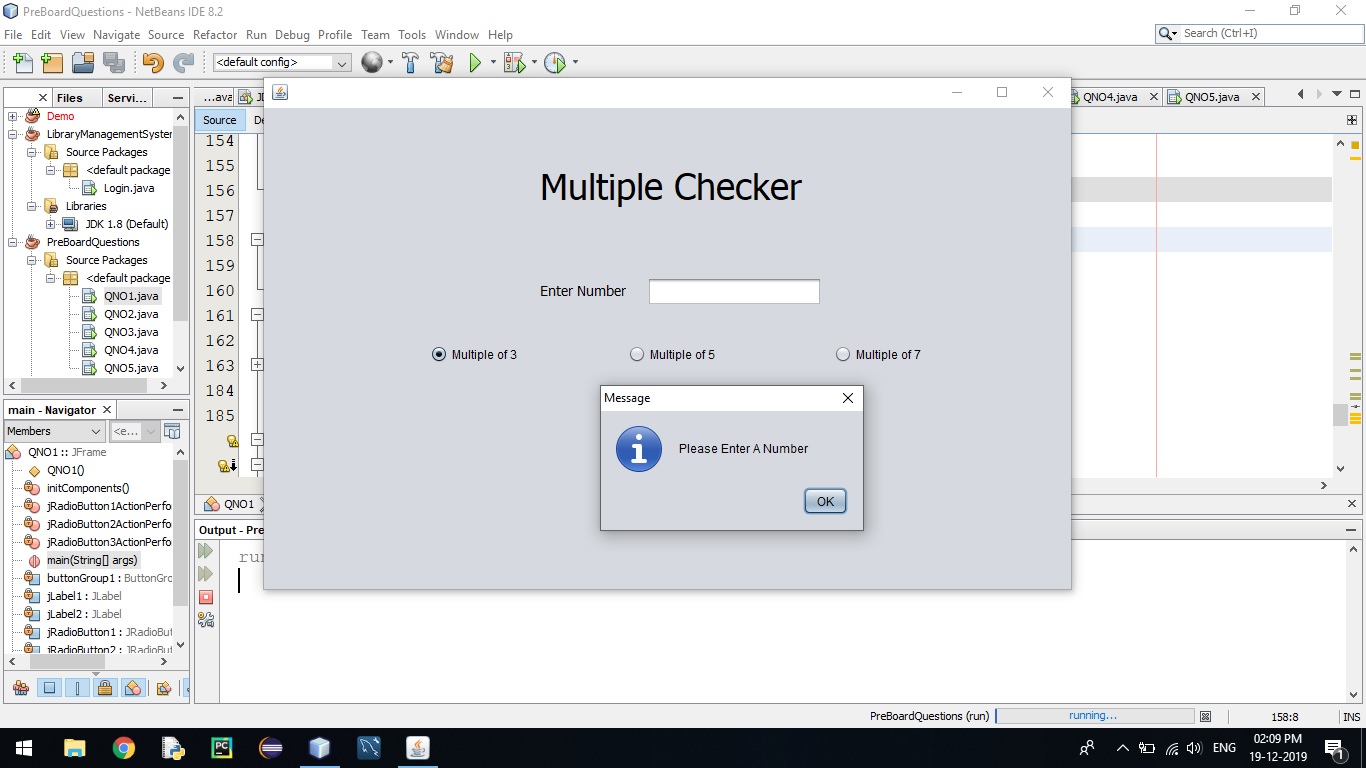 PreBoardQuestions - NetBeans IDE 8.2
File Edit View Navigate Source Refactor Run Debug Profile Team Tools Window Help
Search (Ctrl+I)
<default config>
Files Servi...
Demo
LibraryManagementSyster
Source Packages
<default package
Login.java
Libraries
JDK 1.8 (Default)
PreBoardQuestions
Source Packages
<default package
QNO1.java
QNO2.java
QNO3.java
QNO4.java
QNO5.java
main - Navigator
Members <e...
QNO1 :: JFrame
QNO1()
initComponents()
jRadioButton1ActionPerfo
jRadioButton2ActionPerfo
jRadioButton3ActionPerfo
main(String[] args)
buttonGroup1 : ButtonGro
jLabel1 : JLabel
jLabel2 : JLabel
jRadioButton1 : JRadioBut
jRadioButton2 : JRadioBut
...ava QNO4.java QNO5.java
Source
154
155
156
157
158
159
160
161
162
163
184
185
QNO1
Multiple Checker
Enter Number
Multiple of 3 Multiple of 5 Multiple of 7
Message
Please Enter A Number
OK
Output - Pre
run
PreBoardQuestions (run) running... 158:8 INS
ENG 02:09 PM
19-12-2019
1